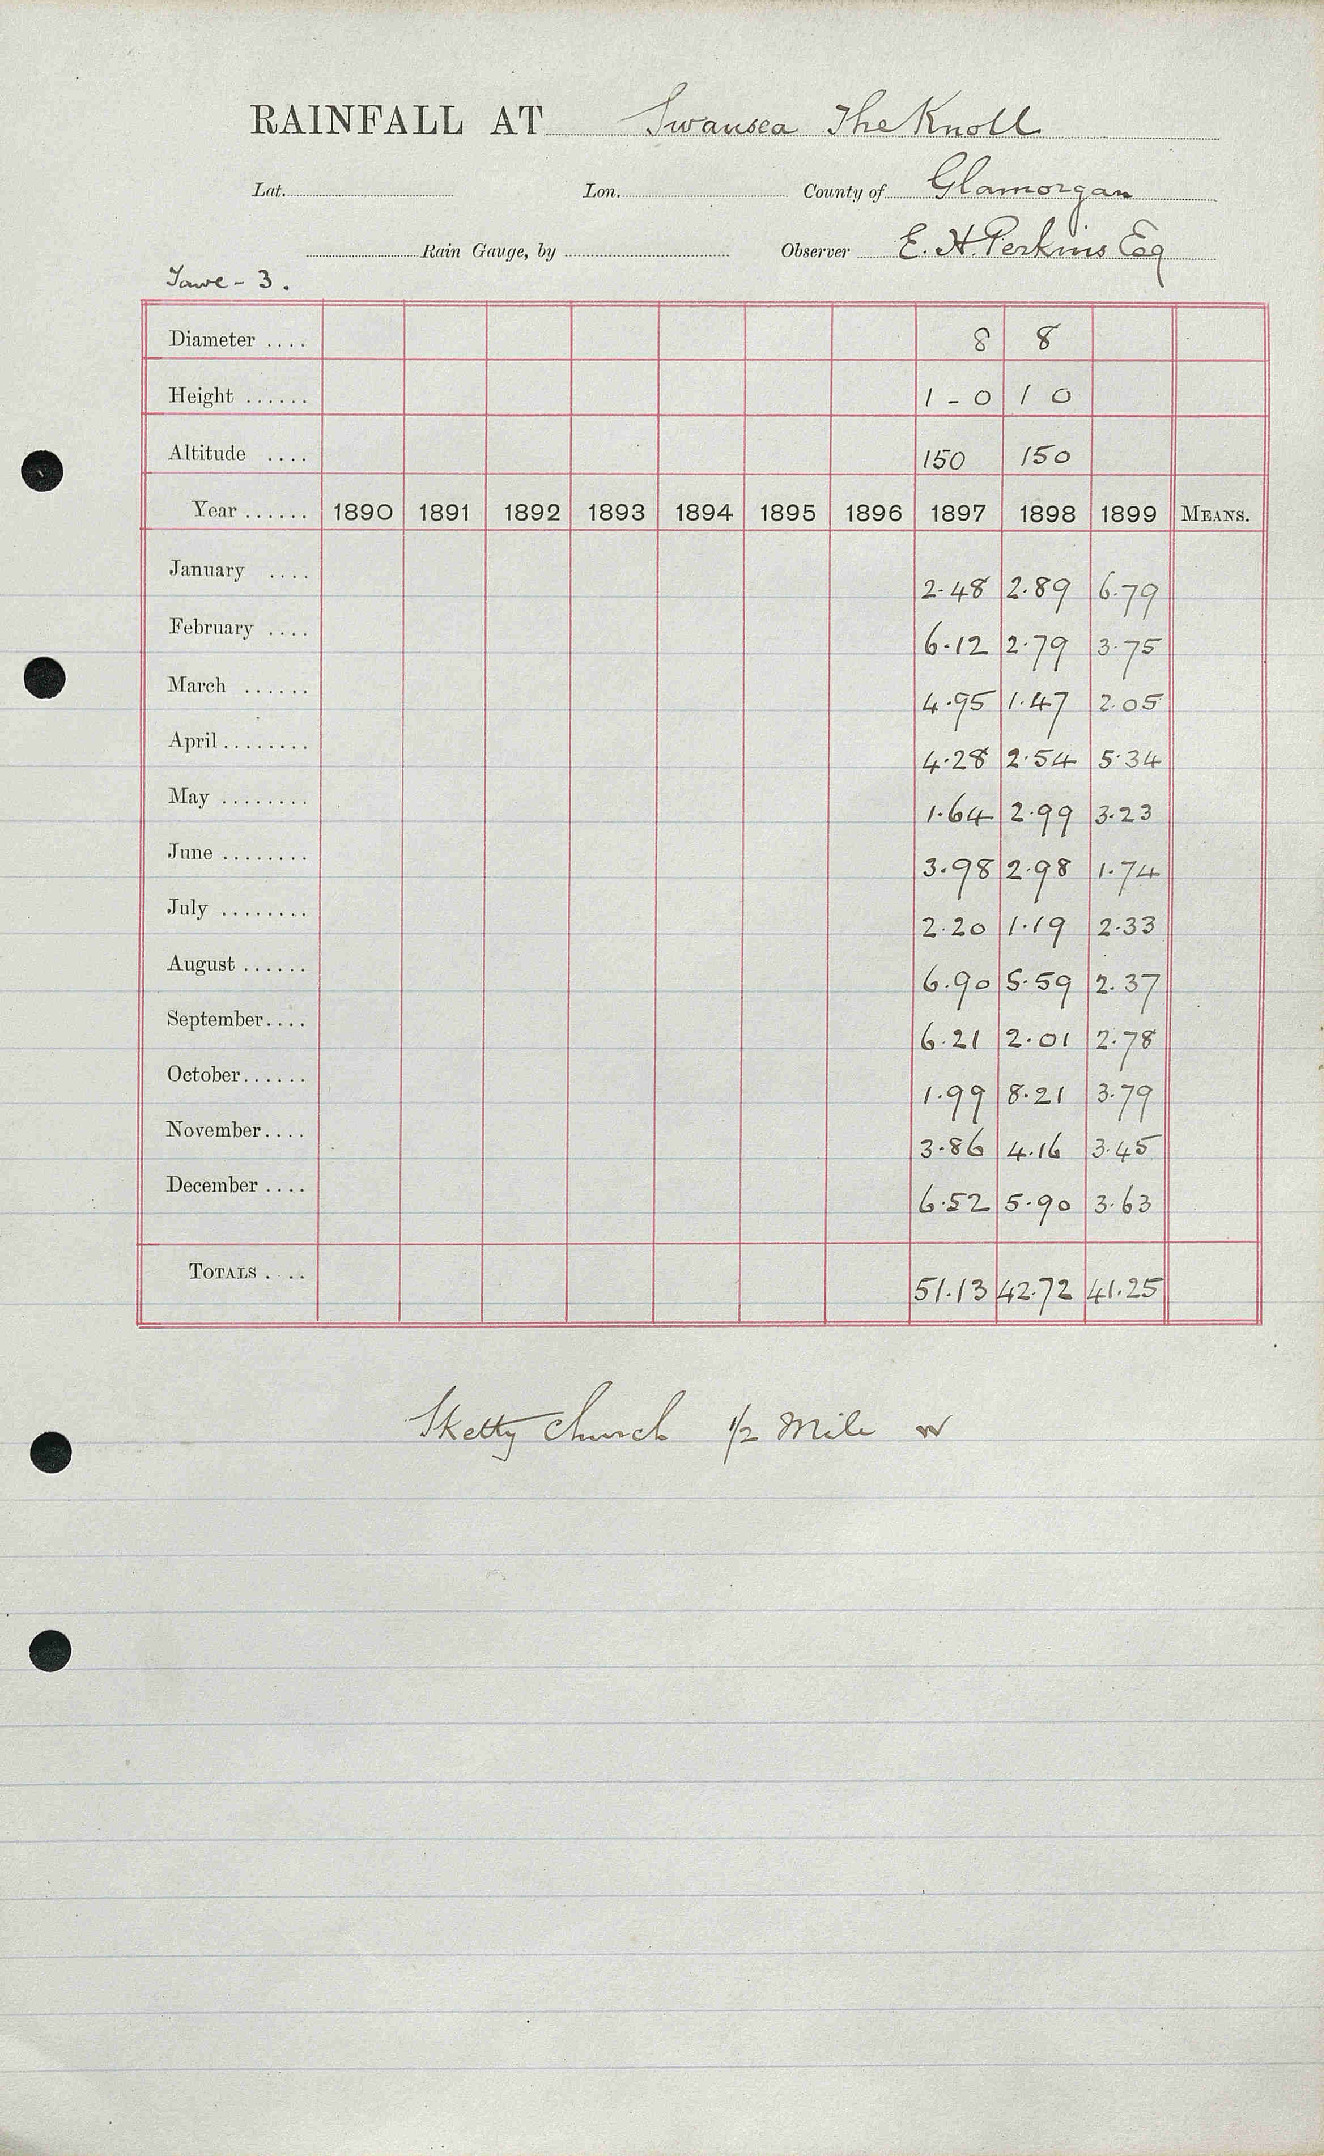 RAINFALL AT Swansea The Knoll
Lat. Lon. County of Glamorgan
Rain Gauge, by Observer E. H. Perkins Esq
Tawe - 3.
Diameter .... 8 8
Height ...... 1 - 0 1 0
Altitude .... 150 150
Year ...... 1890 1891 1892 1893 1894 1895 1896 1897 1898 1899 MEANS.
January .... 2.48 2.89 6.79
February .... 6.12 2.79 3.75
March ...... 4.95 1.47 2.05
April ........ 4.28 2.54 5.34
May ........ 1.64 2.99 3.23
June ........ 3.98 2.98 1.74
July ........ 2.20 1.19 2.33
August ...... 6.90 5.59 2.37
September.... 6.21 2.01 2.78
October...... 1.99 8.21 3.79
November.... 3.86 4.16 3.45
December .... 6.52 5.90 3.63
TOTALS .... 51.13 42.72 41.25
Sketty Church 1/2 Mile W